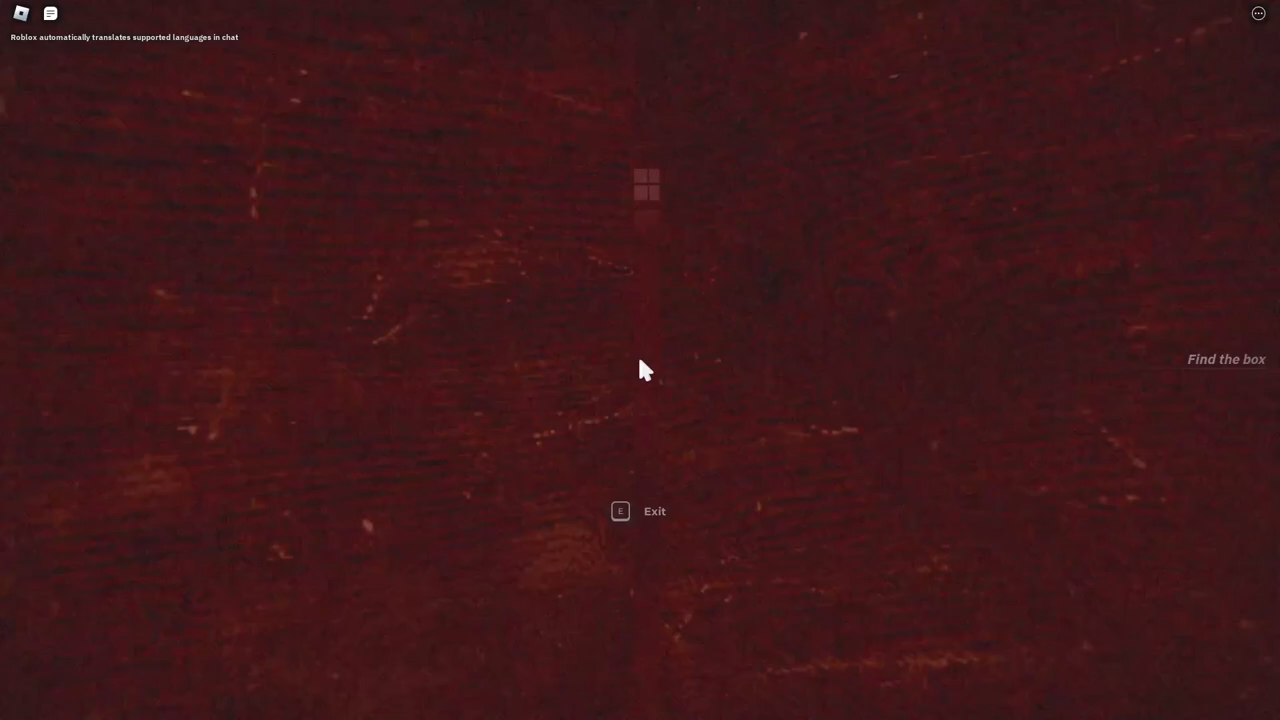 Roblox automatically translates supported languages in chat
Find the box
E Exit